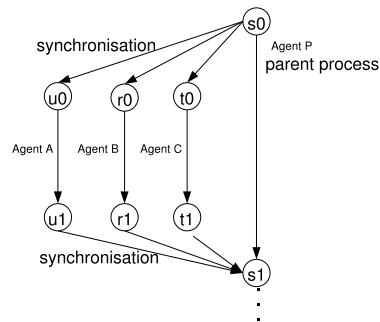 s0
synchronisation
Agent P
parent process
u0
r0
t0
Agent A
Agent B
Agent C
u1
r1
t1
synchronisation
s1